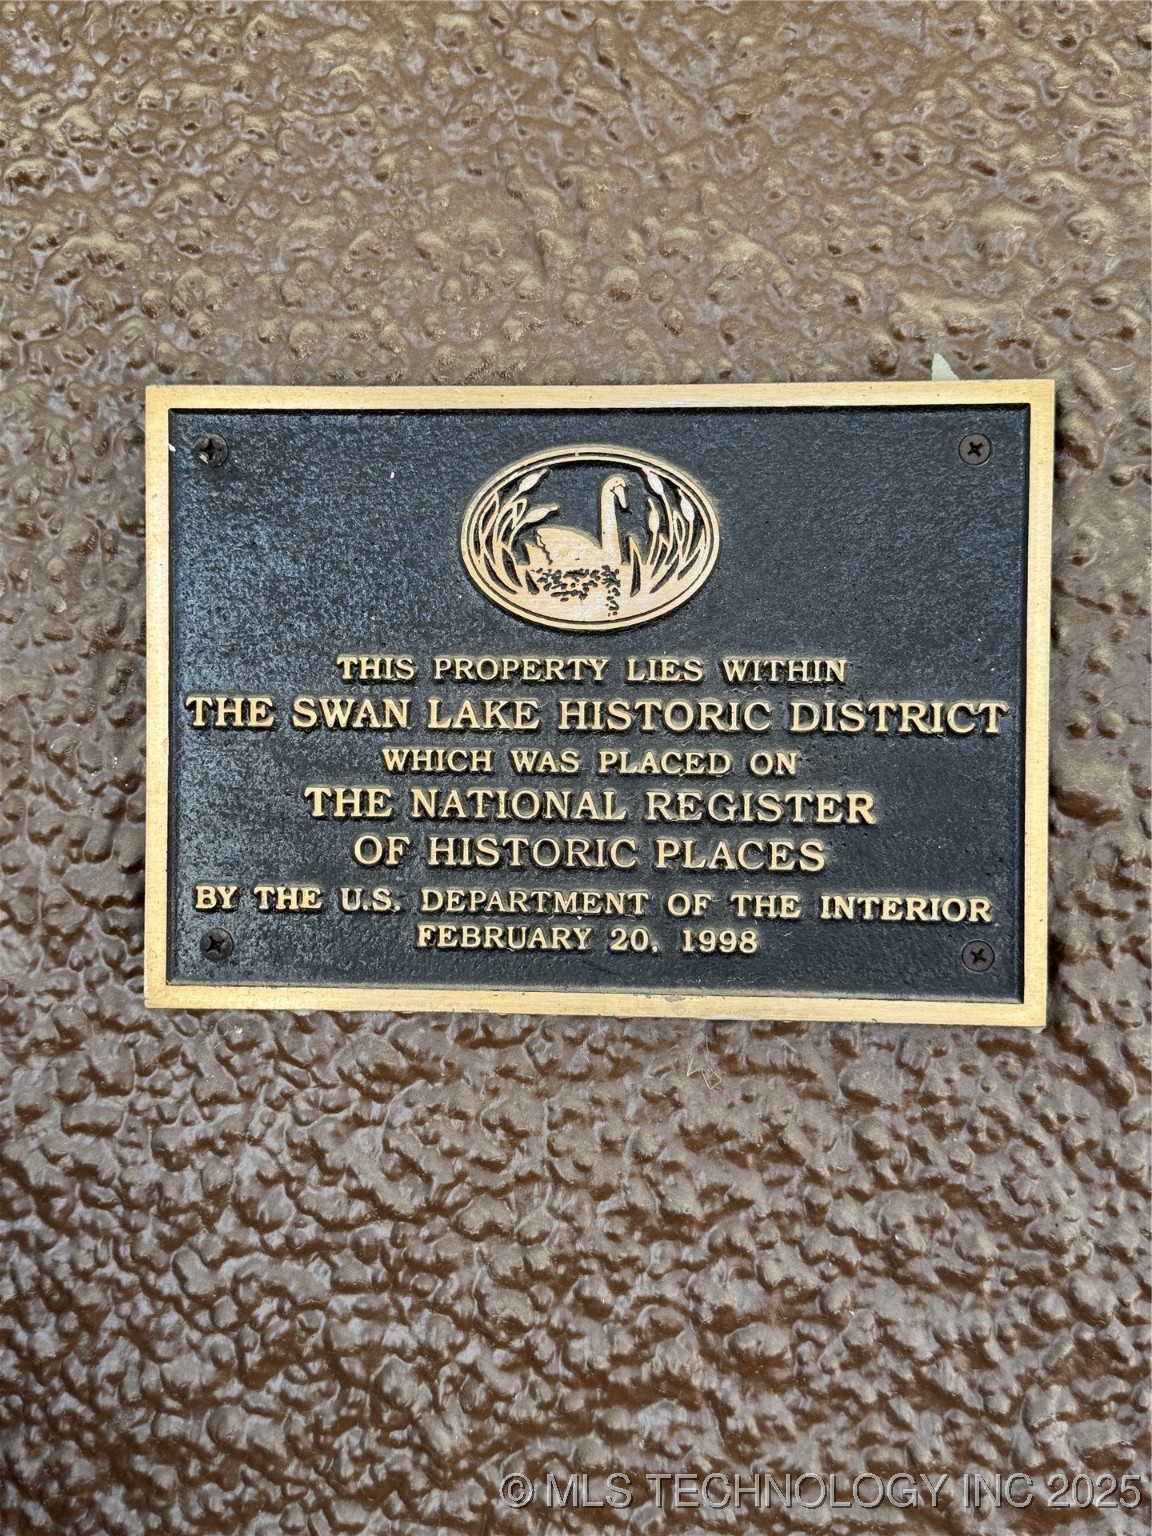 THIS PROPERTY LIES WITHIN
THE SWAN LAKE HISTORIC DISTRICT
WHICH WAS PLACED ON
THE NATIONAL REGISTER
OF HISTORIC PLACES
BY THE U.S. DEPARTMENT OF THE INTERIOR
FEBRUARY 20, 1998
© MLS TECHNOLOGY INC 2025